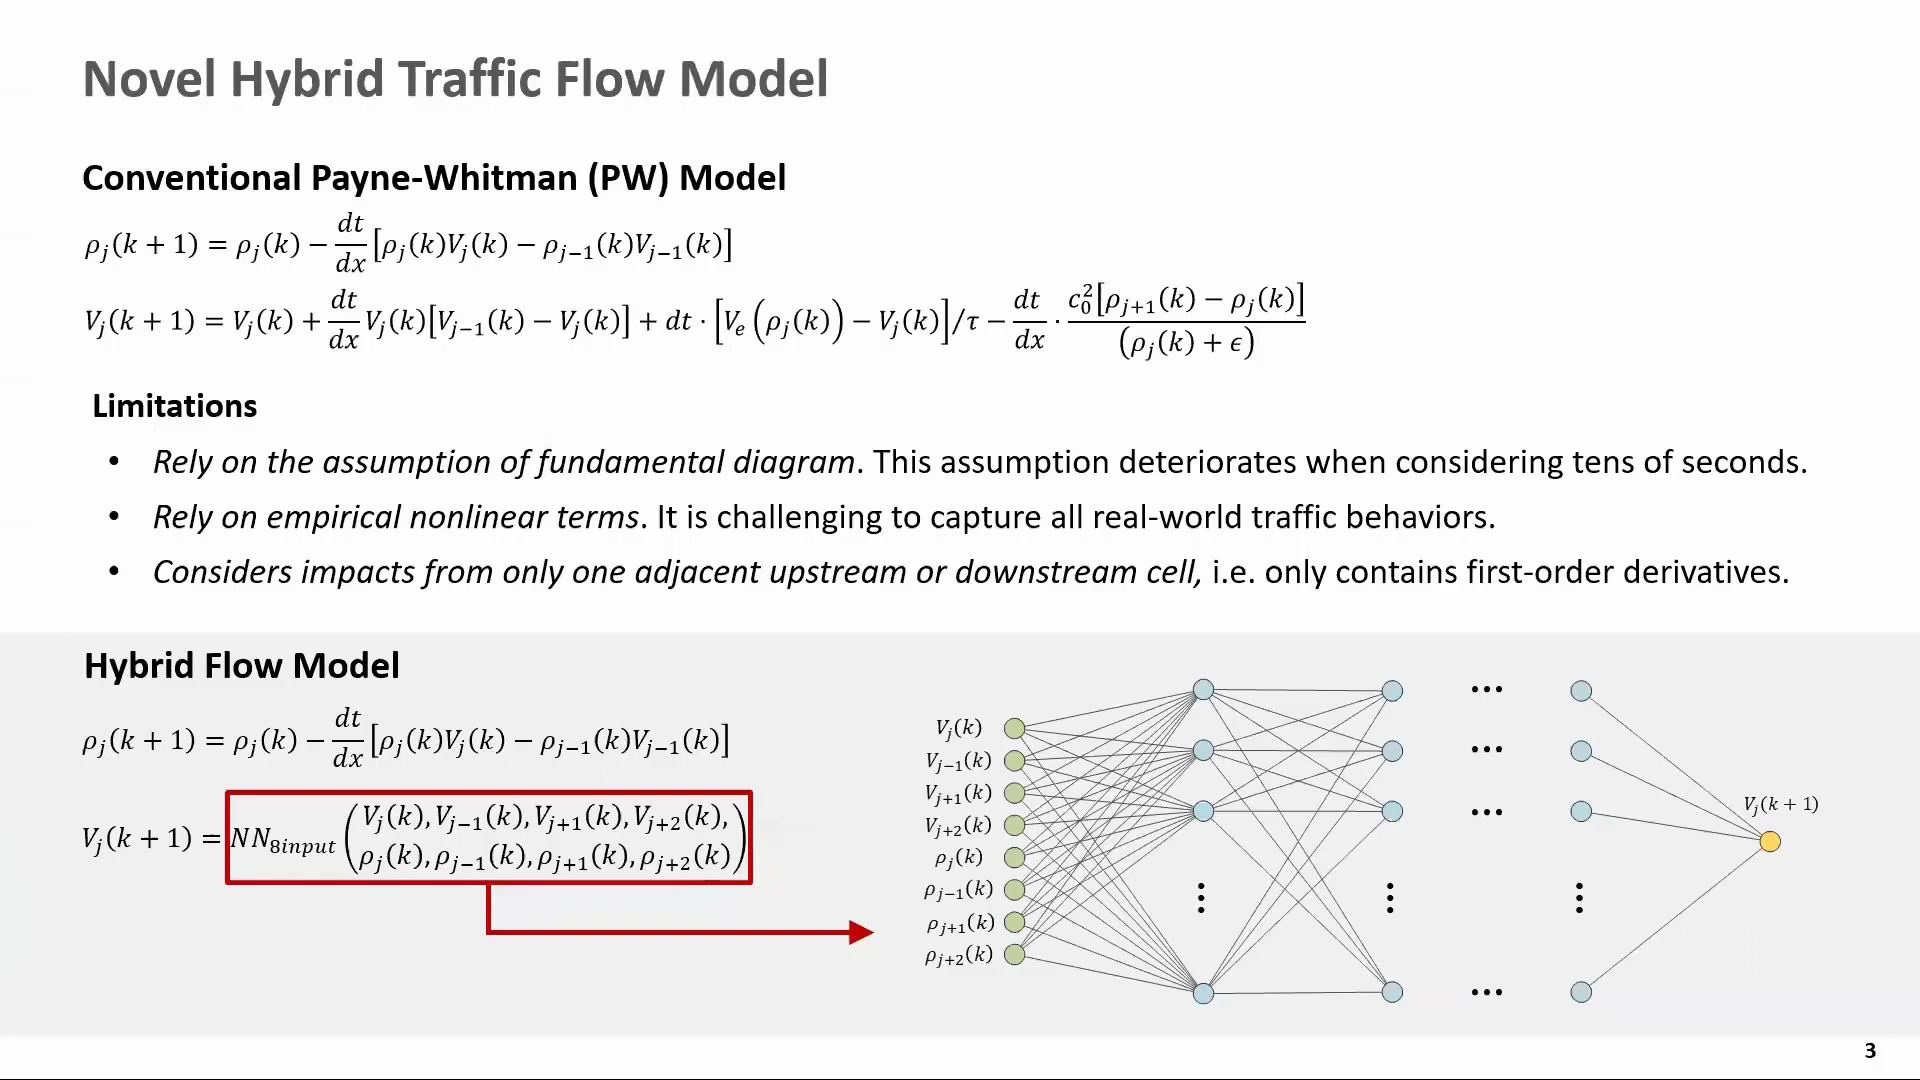 Novel Hybrid Traffic Flow Model
Conventional Payne-Whitman (PW) Model
ρ_j(k + 1) = ρ_j(k) − dt/dx [ρ_j(k)V_j(k) − ρ_{j−1}(k)V_{j−1}(k)]
V_j(k + 1) = V_j(k) + dt/dx V_j(k)[V_{j−1}(k) − V_j(k)] + dt · [V_e(ρ_j(k)) − V_j(k)]/τ − dt/dx · c_0^2[ρ_{j+1}(k) − ρ_j(k)]/(ρ_j(k) + ϵ)
Limitations
• Rely on the assumption of fundamental diagram. This assumption deteriorates when considering tens of seconds.
• Rely on empirical nonlinear terms. It is challenging to capture all real-world traffic behaviors.
• Considers impacts from only one adjacent upstream or downstream cell, i.e. only contains first-order derivatives.
Hybrid Flow Model
ρ_j(k + 1) = ρ_j(k) − dt/dx [ρ_j(k)V_j(k) − ρ_{j−1}(k)V_{j−1}(k)]
V_j(k + 1) = NN_{8input} (V_j(k), V_{j−1}(k), V_{j+1}(k), V_{j+2}(k),
ρ_j(k), ρ_{j−1}(k), ρ_{j+1}(k), ρ_{j+2}(k))
V_j(k)
V_{j−1}(k)
V_{j+1}(k)
V_{j+2}(k)
ρ_j(k)
ρ_{j−1}(k)
ρ_{j+1}(k)
ρ_{j+2}(k)
V_j(k + 1)
3